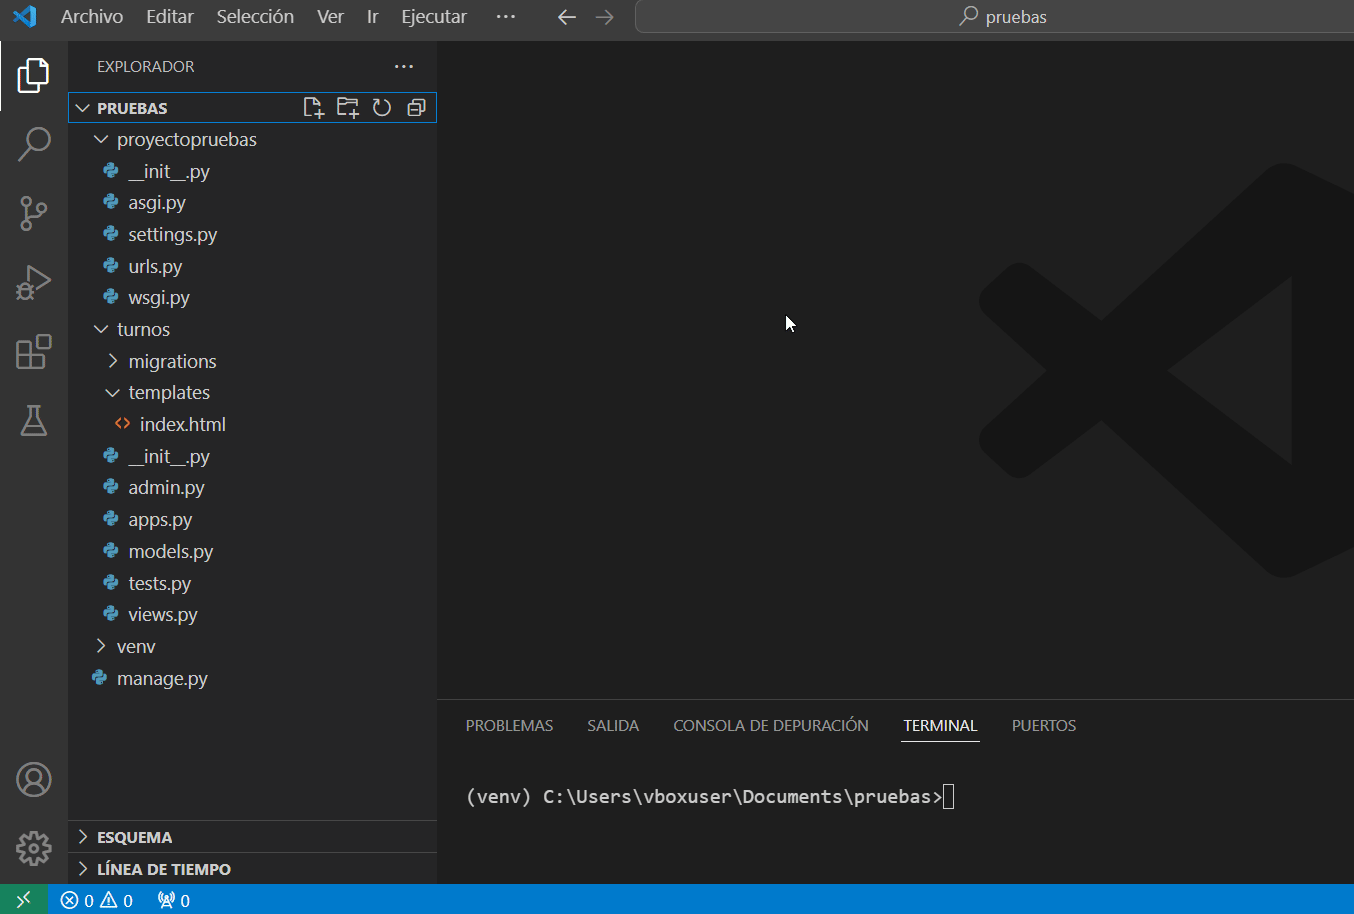 Archivo Editar Selección Ver Ir Ejecutar ··· pruebas
EXPLORADOR ···
PRUEBAS
proyectopruebas
__init__.py
asgi.py
settings.py
urls.py
wsgi.py
turnos
migrations
templates
<> index.html
__init__.py
admin.py
apps.py
models.py
tests.py
views.py
venv
manage.py
PROBLEMAS SALIDA CONSOLA DE DEPURACIÓN TERMINAL PUERTOS
(venv) C:\Users\vboxuser\Documents\pruebas>
ESQUEMA
LÍNEA DE TIEMPO
0 0 0